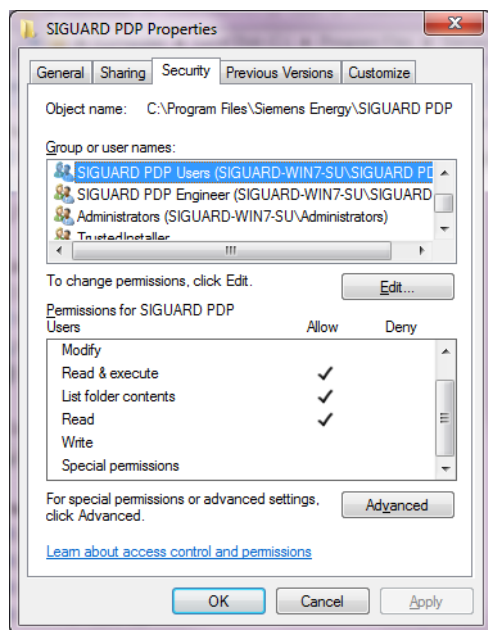 SIGUARD PDP Properties
General Sharing Security Previous Versions Customize
Object name: C:\Program Files\Siemens Energy\SIGUARD PDP
Group or user names:
SIGUARD PDP Users (SIGUARD-WIN7-SU\SIGUARD PD
SIGUARD PDP Engineer (SIGUARD-WIN7-SU\SIGUARD
Administrators (SIGUARD-WIN7-SU\Administrators)
TrustedInstaller
To change permissions, click Edit.
Edit...
Permissions for SIGUARD PDP
Users Allow Deny
Modify
Read & execute
List folder contents
Read
Write
Special permissions
For special permissions or advanced settings,
click Advanced.
Advanced
Learn about access control and permissions
OK Cancel Apply